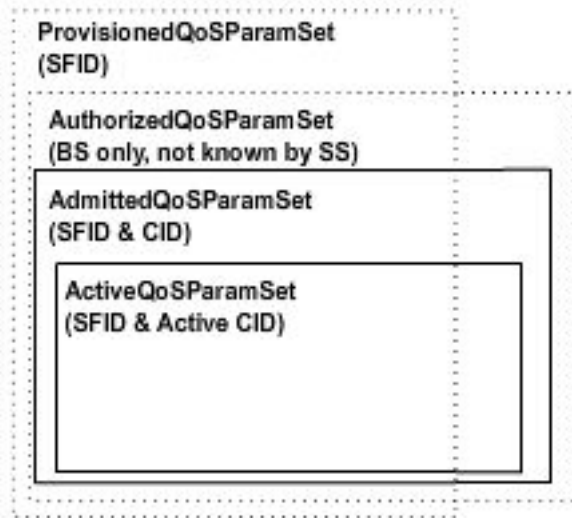 ProvisionedQoSParamSet
(SFID)
AuthorizedQoSParamSet
(BS only, not known by SS)
AdmittedQoSParamSet
(SFID & CID)
ActiveQoSParamSet
(SFID & Active CID)